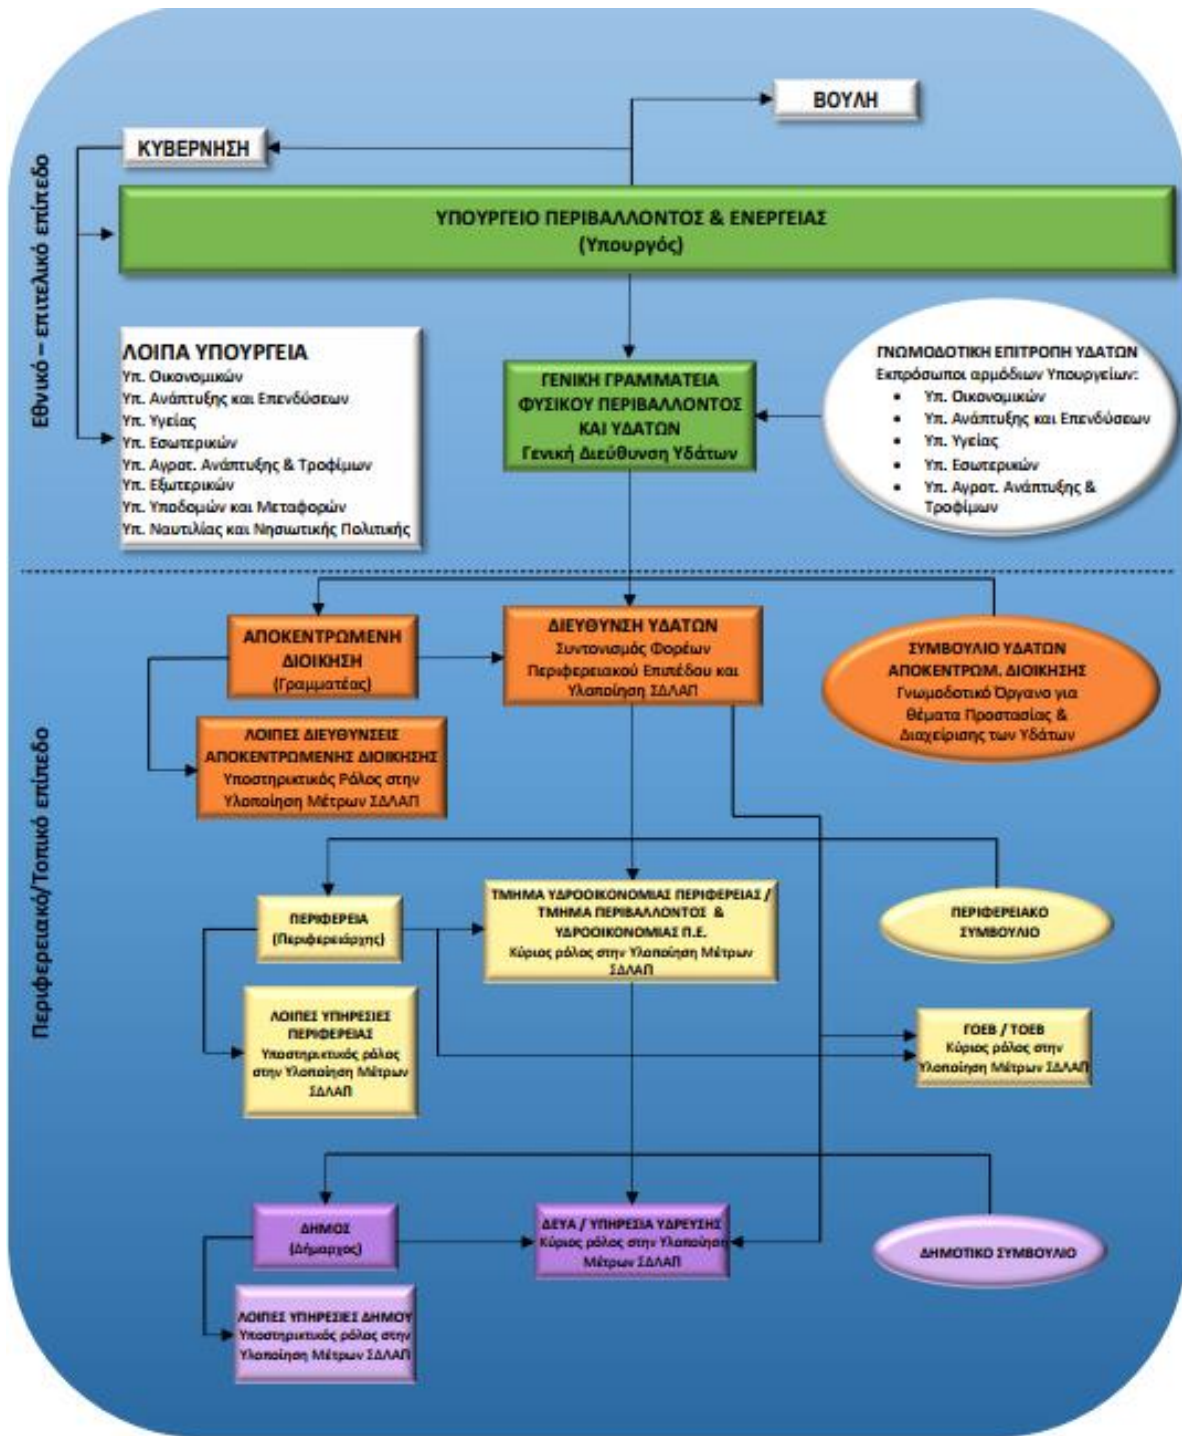 ΒΟΥΛΗ
ΚΥΒΕΡΝΗΣΗ
Εθνικό – επιτελικό επίπεδο
ΥΠΟΥΡΓΕΙΟ ΠΕΡΙΒΑΛΛΟΝΤΟΣ & ΕΝΕΡΓΕΙΑΣ
(Υπουργός)
ΛΟΙΠΑ ΥΠΟΥΡΓΕΙΑ
Υπ. Οικονομικών
Υπ. Ανάπτυξης και Επενδύσεων
Υπ. Υγείας
Υπ. Εσωτερικών
Υπ. Αγροτ. Ανάπτυξης & Τροφίμων
Υπ. Εξωτερικών
Υπ. Υποδομών και Μεταφορών
Υπ. Ναυτιλίας και Νησιωτικής Πολιτικής
ΓΕΝΙΚΗ ΓΡΑΜΜΑΤΕΙΑ
ΦΥΣΙΚΟΥ ΠΕΡΙΒΑΛΛΟΝΤΟΣ
ΚΑΙ ΥΔΑΤΩΝ
Γενική Διεύθυνση Υδάτων
ΓΝΩΜΟΔΟΤΙΚΗ ΕΠΙΤΡΟΠΗ ΥΔΑΤΩΝ
Εκπρόσωποι αρμόδιων Υπουργείων:
• Υπ. Οικονομικών
• Υπ. Ανάπτυξης και Επενδύσεων
• Υπ. Υγείας
• Υπ. Εσωτερικών
• Υπ. Αγροτ. Ανάπτυξης &
Τροφίμων
Περιφερειακό/Τοπικό επίπεδο
ΑΠΟΚΕΝΤΡΩΜΕΝΗ
ΔΙΟΙΚΗΣΗ
(Γραμματέας)
ΔΙΕΥΘΥΝΣΗ ΥΔΑΤΩΝ
Συντονισμός Φορέων
Περιφερειακού Επιπέδου και
Υλοποίηση ΣΔΛΑΠ
ΣΥΜΒΟΥΛΙΟ ΥΔΑΤΩΝ
ΑΠΟΚΕΝΤΡΩΜ. ΔΙΟΙΚΗΣΗΣ
Γνωμοδοτικό Όργανο για
θέματα Προστασίας &
Διαχείρισης των Υδάτων
ΛΟΙΠΕΣ ΔΙΕΥΘΥΝΣΕΙΣ
ΑΠΟΚΕΝΤΡΩΜΕΝΗΣ ΔΙΟΙΚΗΣΗΣ
Υποστηρικτικός Ρόλος στην
Υλοποίηση Μέτρων ΣΔΛΑΠ
ΠΕΡΙΦΕΡΕΙΑ
(Περιφερειάρχης)
ΤΜΗΜΑ ΥΔΡΟΟΙΚΟΝΟΜΙΑΣ ΠΕΡΙΦΕΡΕΙΑΣ /
ΤΜΗΜΑ ΠΕΡΙΒΑΛΛΟΝΤΟΣ &
ΥΔΡΟΟΙΚΟΝΟΜΙΑΣ Π.Ε.
Κύριος ρόλος στην Υλοποίηση Μέτρων
ΣΔΛΑΠ
ΠΕΡΙΦΕΡΕΙΑΚΟ
ΣΥΜΒΟΥΛΙΟ
ΛΟΙΠΕΣ ΥΠΗΡΕΣΙΕΣ
ΠΕΡΙΦΕΡΕΙΑΣ
Υποστηρικτικός ρόλος
στην Υλοποίηση Μέτρων
ΣΔΛΑΠ
ΓΟΕΒ / ΤΟΕΒ
Κύριος ρόλος στην
Υλοποίηση Μέτρων ΣΔΛΑΠ
ΔΗΜΟΣ
(Δήμαρχος)
ΔΕΥΑ / ΥΠΗΡΕΣΙΑ ΥΔΡΕΥΣΗΣ
Κύριος ρόλος στην Υλοποίηση
Μέτρων ΣΔΛΑΠ
ΔΗΜΟΤΙΚΟ ΣΥΜΒΟΥΛΙΟ
ΛΟΙΠΕΣ ΥΠΗΡΕΣΙΕΣ ΔΗΜΟΥ
Υποστηρικτικός ρόλος στην
Υλοποίηση Μέτρων ΣΔΛΑΠ